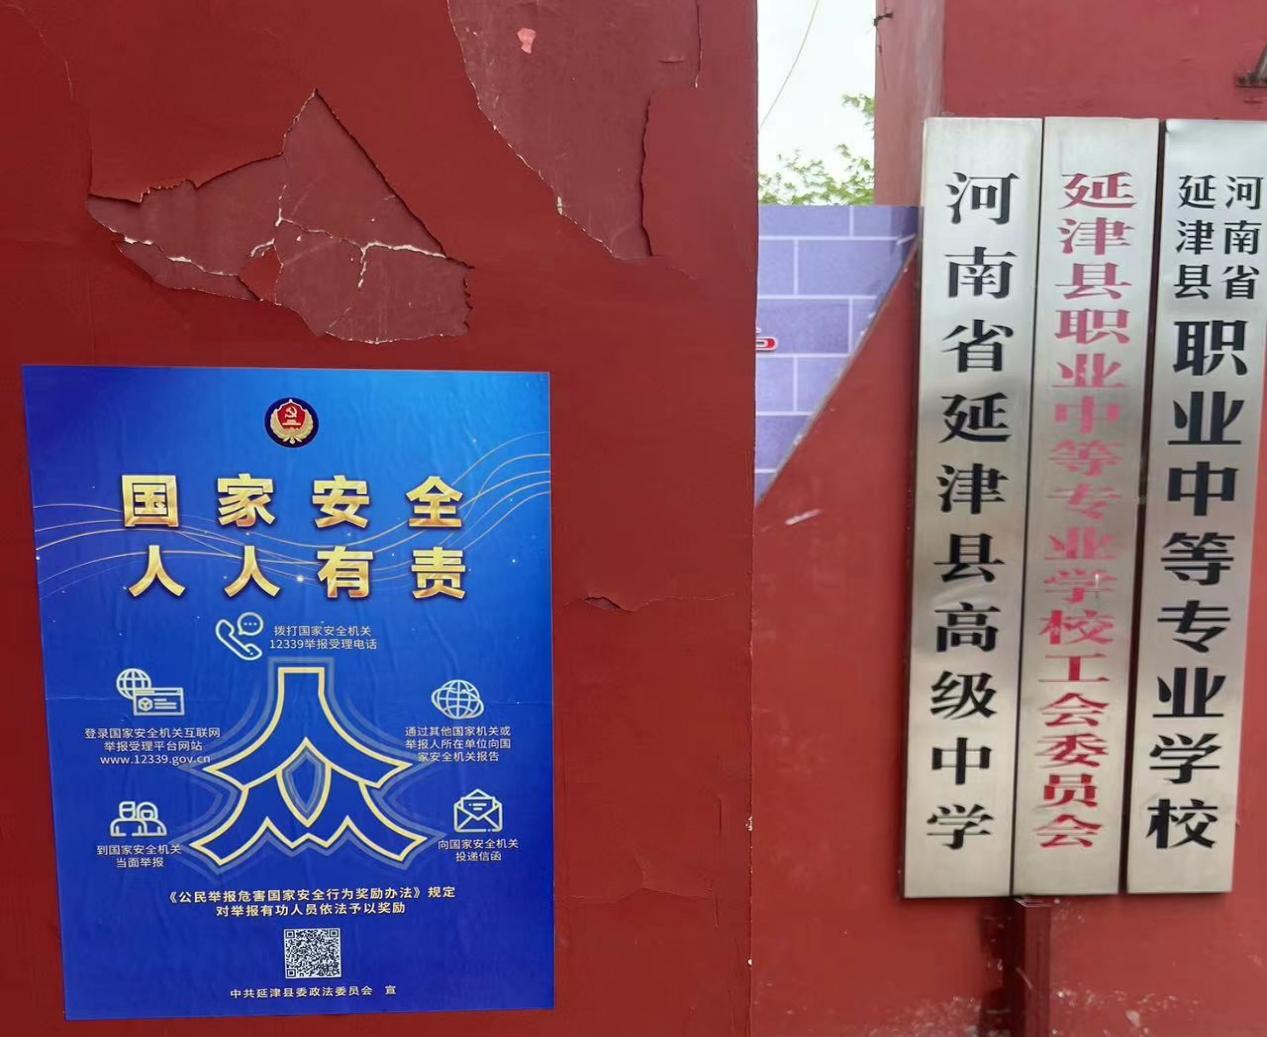 国家安全
人人有责
拨打国家安全机关
12339举报受理电话
登录国家安全机关互联网
举报受理平台网站
www.12339.gov.cn
通过其他国家机关或
举报人所在单位向国
家安全机关报告
到国家安全机关
当面举报
向国家安全机关
投递信函
《公民举报危害国家安全行为奖励办法》规定
对举报有功人员依法予以奖励
中共延津县委政法委员会 宣
河南省延津县高级中学
延津县职业中等专业学校工会委员会
河南省
延津县
职业中等专业学校